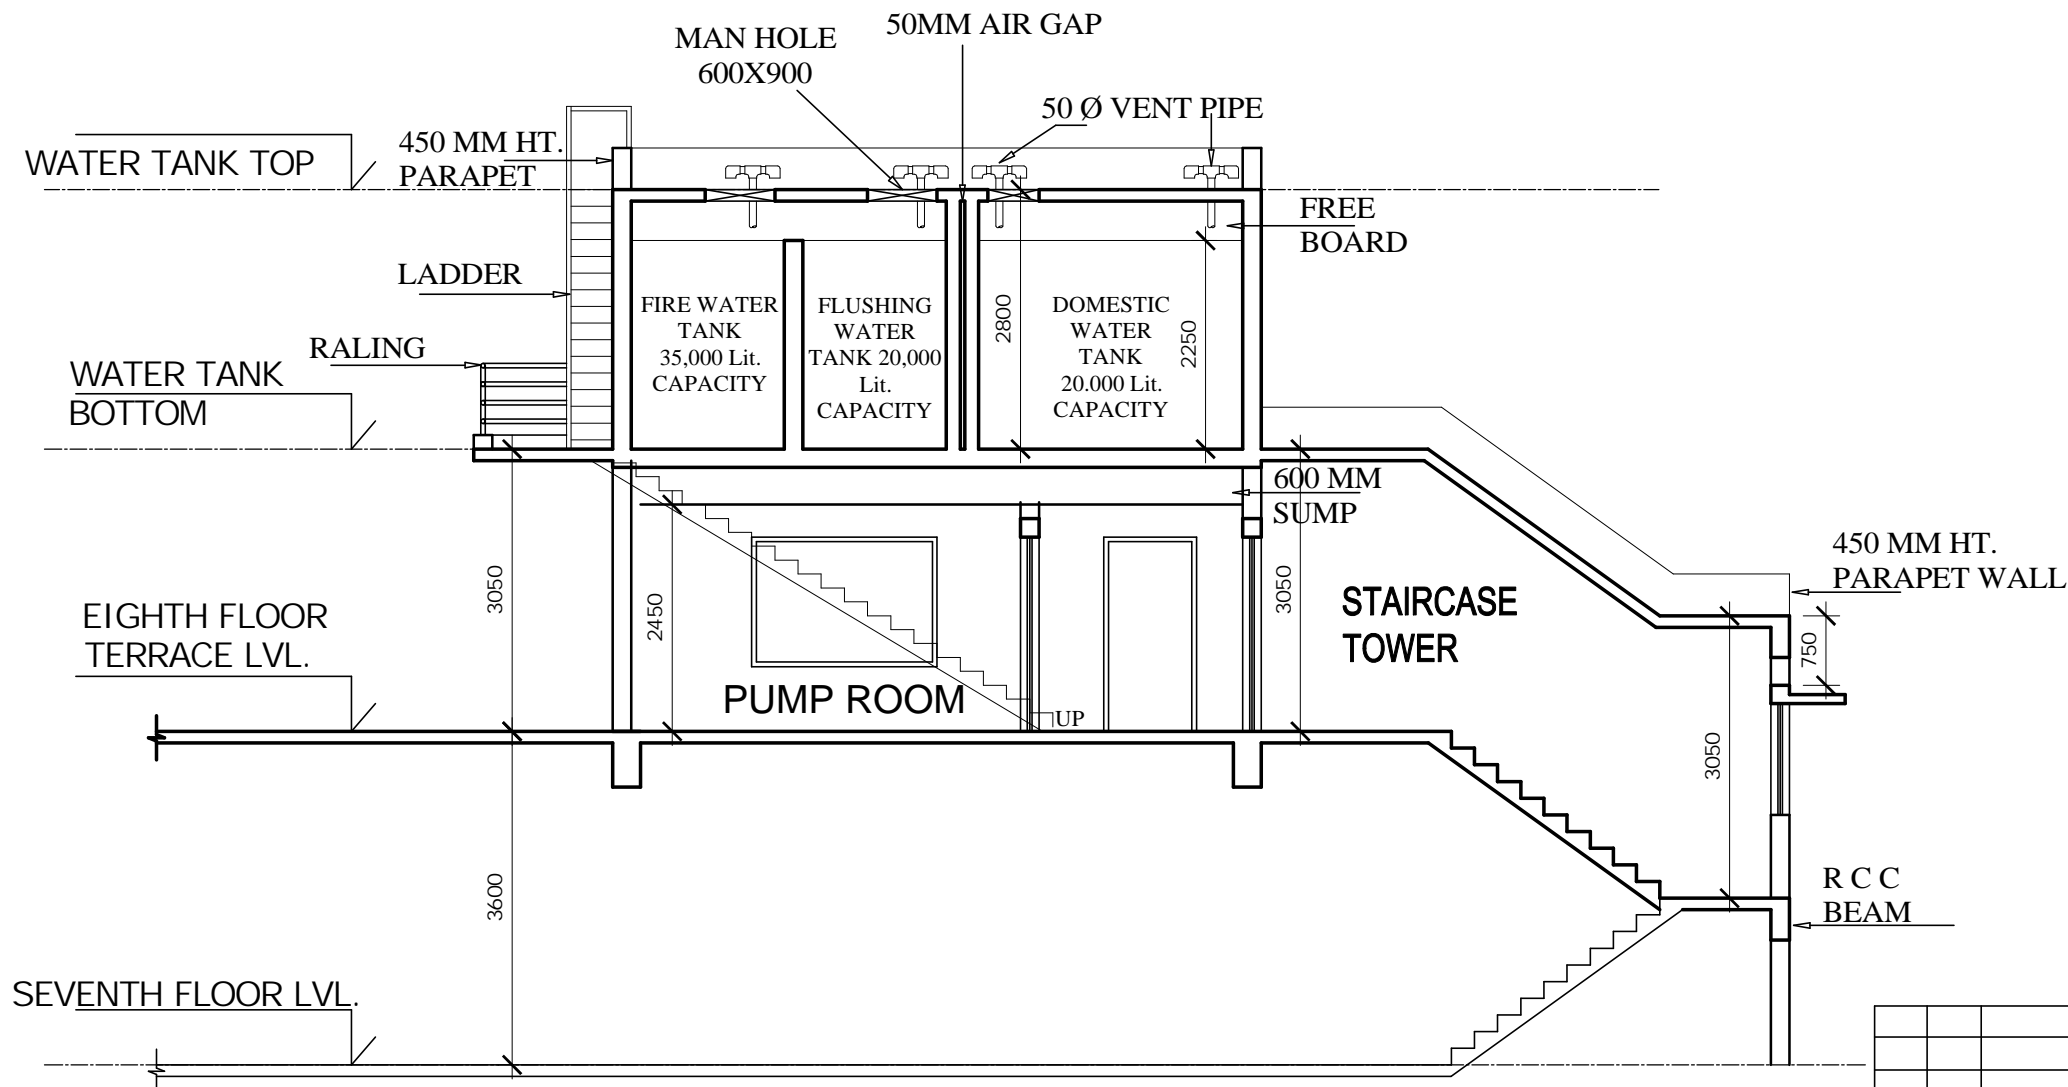 50MM AIR GAP
MAN HOLE
600X900
50 Ø VENT PIPE
450 MM HT.
PARAPET
WATER TANK TOP
FREE
BOARD
LADDER
FIRE WATER
TANK
35,000 Lit.
CAPACITY
FLUSHING
WATER
TANK 20,000
Lit.
CAPACITY
2800
DOMESTIC
WATER
TANK
20.000 Lit.
CAPACITY
2250
RALING
WATER TANK
BOTTOM
600 MM
SUMP
450 MM HT.
PARAPET WALL
3050
2450
3050
STAIRCASE
TOWER
EIGHTH FLOOR
TERRACE LVL.
750
PUMP ROOM
UP
3050
3600
R C C
BEAM
SEVENTH FLOOR LVL.